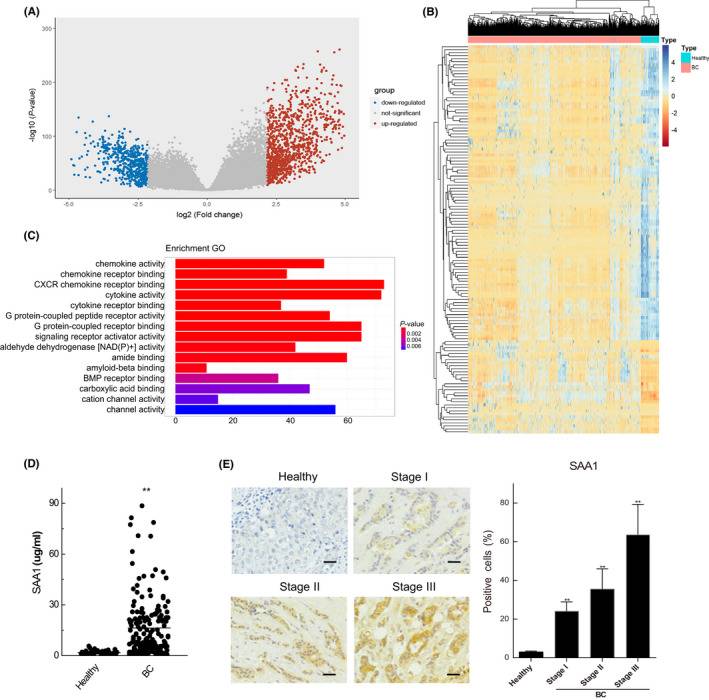 (A)
300
200
100
0
-log10 (P-value)
-5.0
-2.5
0.0
2.5
5.0
log2 (Fold change)
group
down-regulated
not-significant
up-regulated
(B)
Type
4
2
0
-2
-4
Type
Healthy
BC
(C)
Enrichment GO
chemokine activity
chemokine receptor binding
CXCR chemokine receptor binding
cytokine activity
cytokine receptor binding
G protein-coupled peptide receptor activity
G protein-coupled receptor binding
signaling receptor activator activity
aldehyde dehydrogenase [NAD(P)+] activity
amide binding
amyloid-beta binding
BMP receptor binding
carboxylic acid binding
cation channel activity
channel activity
0
20
40
60
P-value
0.002
0.004
0.006
(D)
**
90
60
30
0
SAA1 (ug/ml)
Healthy
BC
(E)
Healthy
Stage I
Stage II
Stage III
SAA1
80
60
40
20
0
Positive cells (%)
**
**
**
Healthy
Stage I
Stage II
Stage III
BC